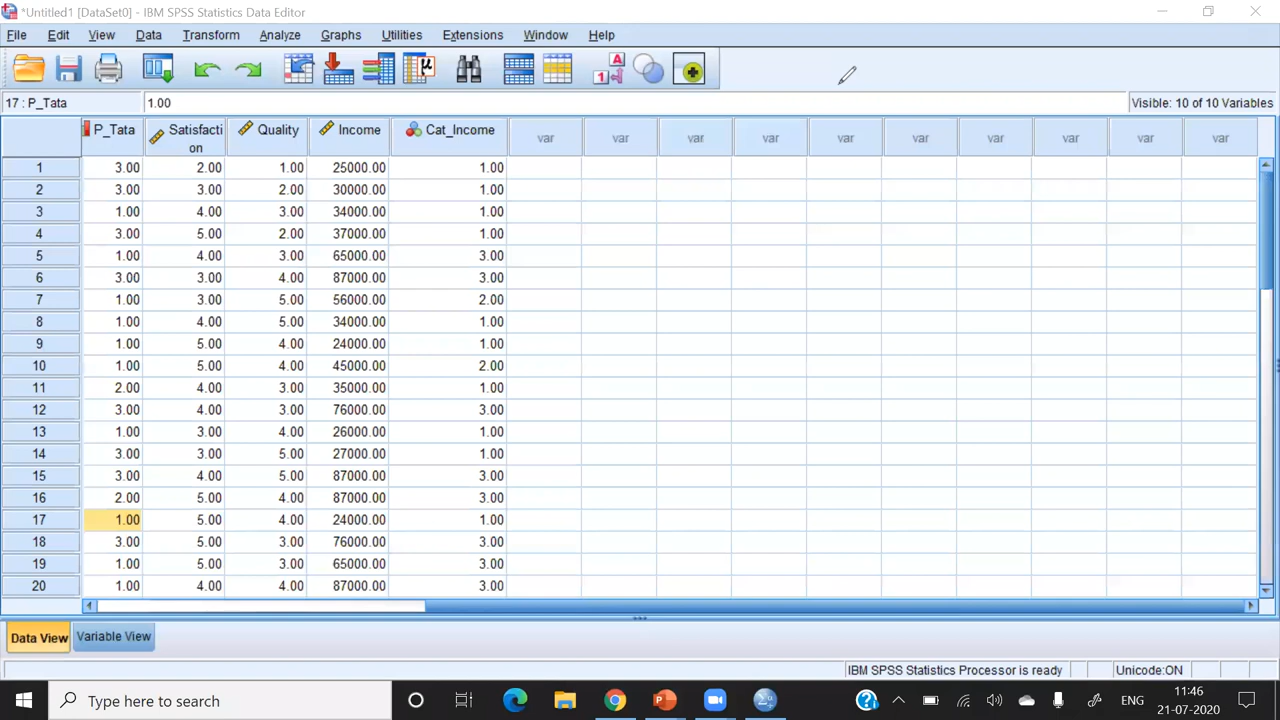 *Untitled1 [DataSet0] - IBM SPSS Statistics Data Editor
File Edit View Data Transform Analyze Graphs Utilities Extensions Window Help
17 : P_Tata 1.00 Visible: 10 of 10 Variables
P_Tata Satisfacti Quality Income Cat_Income var var var var var var var var var var
on
1 3.00 2.00 1.00 25000.00 1.00
2 3.00 3.00 2.00 30000.00 1.00
3 1.00 4.00 3.00 34000.00 1.00
4 3.00 5.00 2.00 37000.00 1.00
5 1.00 4.00 3.00 65000.00 3.00
6 3.00 3.00 4.00 87000.00 3.00
7 1.00 3.00 5.00 56000.00 2.00
8 1.00 4.00 5.00 34000.00 1.00
9 1.00 5.00 4.00 24000.00 1.00
10 1.00 5.00 4.00 45000.00 2.00
11 2.00 4.00 3.00 35000.00 1.00
12 3.00 4.00 3.00 76000.00 3.00
13 1.00 3.00 4.00 26000.00 1.00
14 3.00 3.00 5.00 27000.00 1.00
15 3.00 4.00 5.00 87000.00 3.00
16 2.00 5.00 4.00 87000.00 3.00
17 1.00 5.00 4.00 24000.00 1.00
18 3.00 5.00 3.00 76000.00 3.00
19 1.00 5.00 3.00 65000.00 3.00
20 1.00 4.00 4.00 87000.00 3.00
Data View Variable View
IBM SPSS Statistics Processor is ready Unicode:ON
Type here to search ENG 11:46
21-07-2020